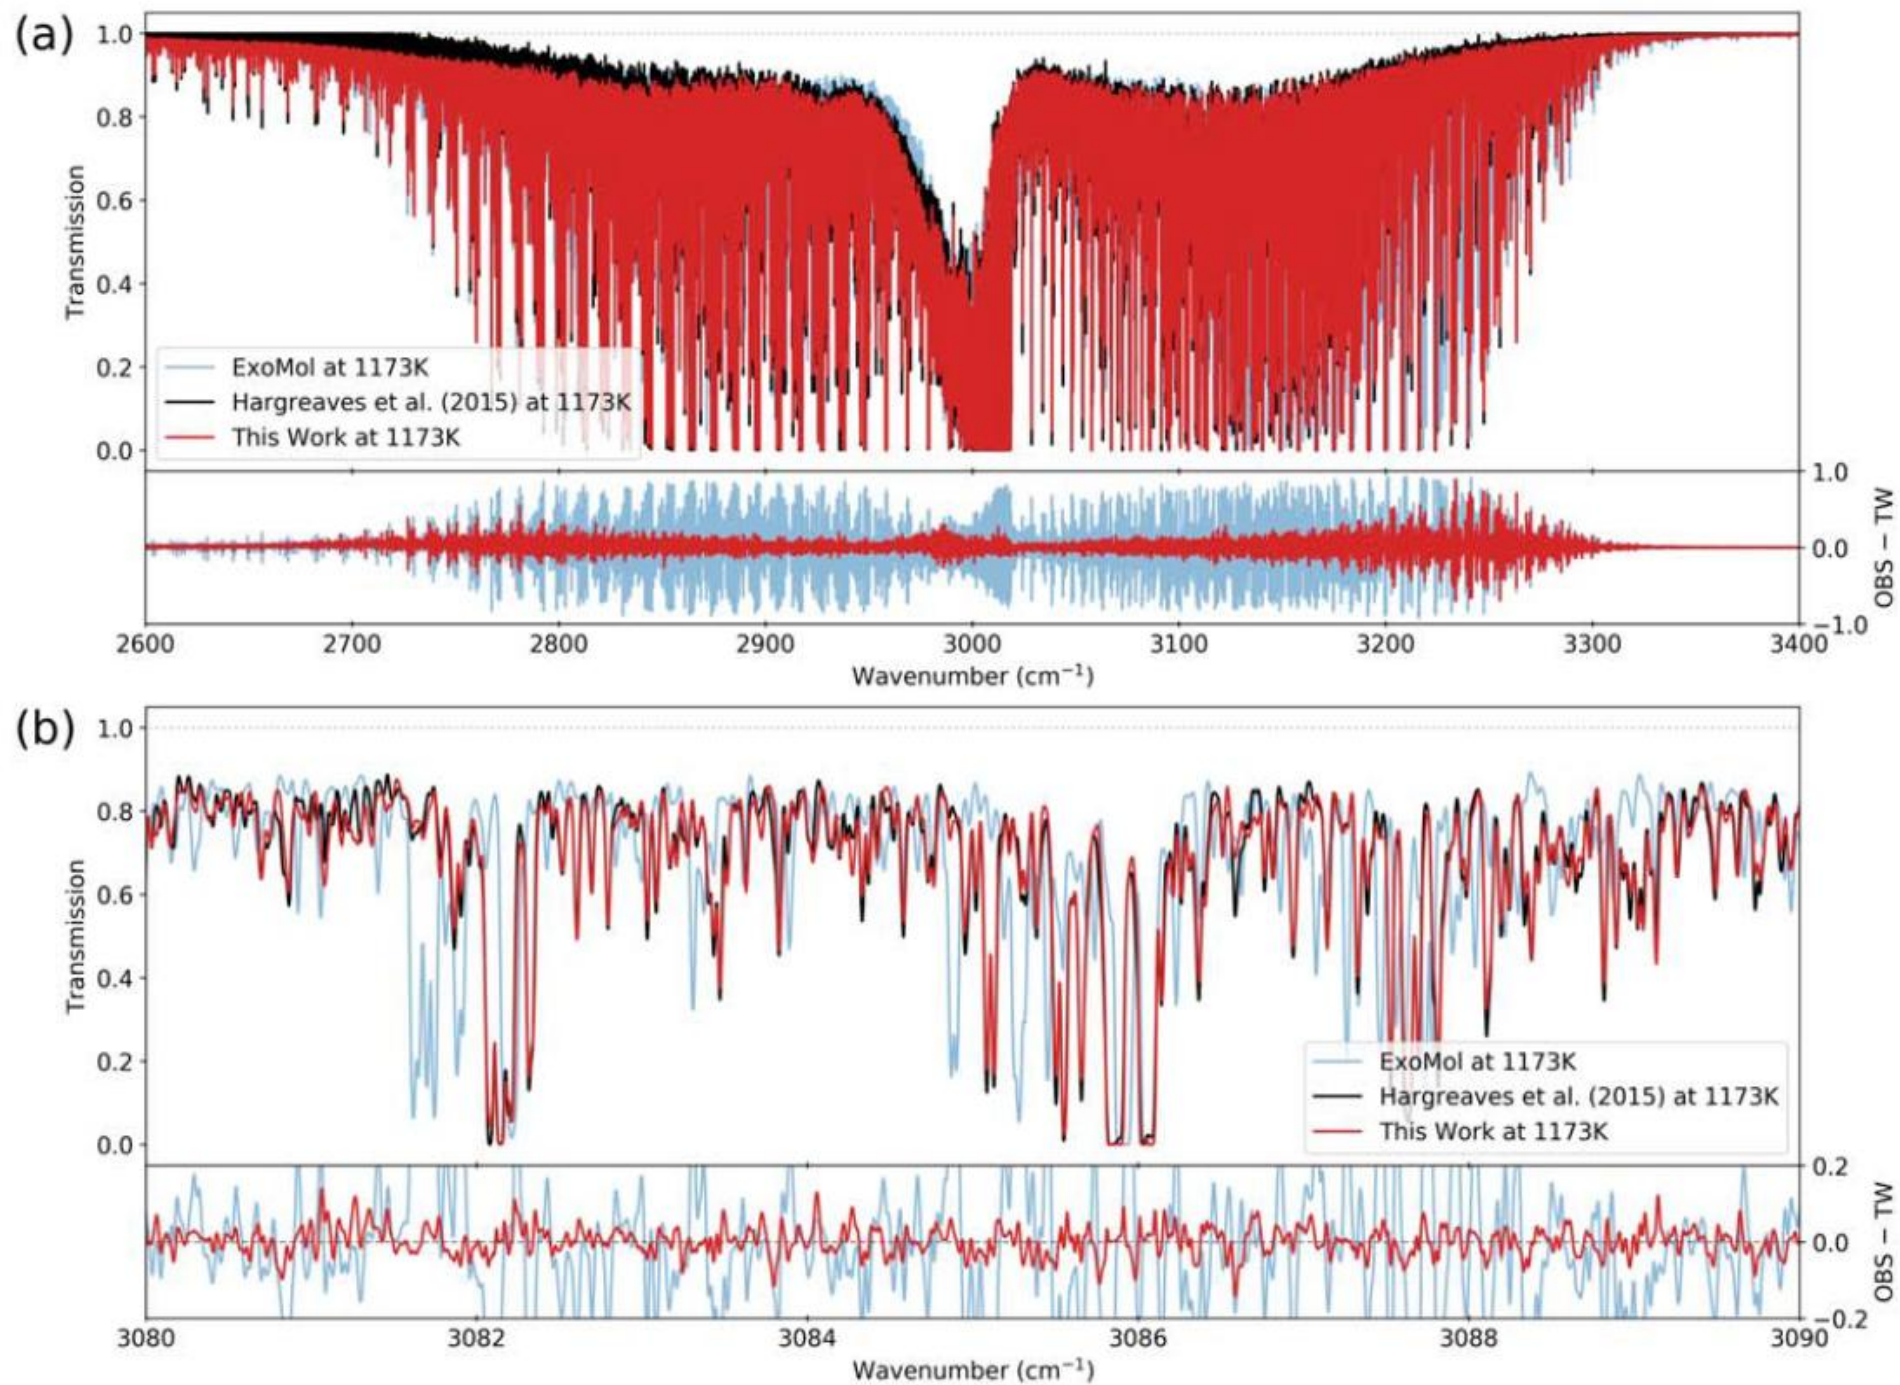 (a)
1.0
0.8
0.6
0.4
0.2
0.0
Transmission
ExoMol at 1173K
Hargreaves et al. (2015) at 1173K
This Work at 1173K
1.0
0.0
−1.0
OBS − TW
2600 2700 2800 2900 3000 3100 3200 3300 3400
Wavenumber (cm⁻¹)
(b)
1.0
0.8
0.6
0.4
0.2
0.0
Transmission
ExoMol at 1173K
Hargreaves et al. (2015) at 1173K
This Work at 1173K
0.2
0.0
−0.2
OBS − TW
3080 3082 3084 3086 3088 3090
Wavenumber (cm⁻¹)